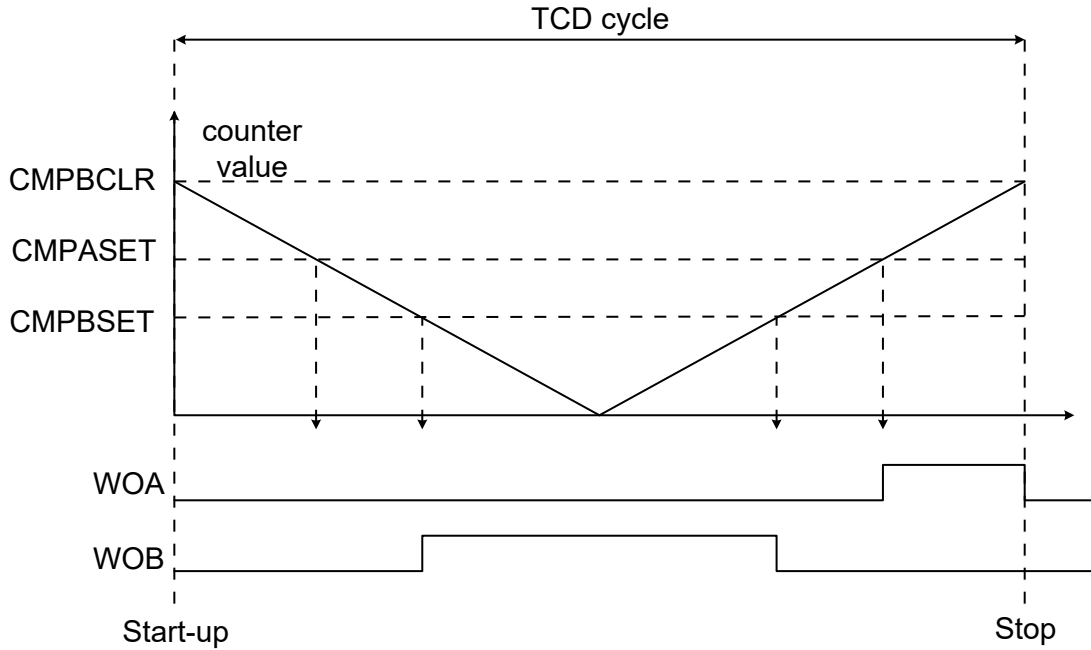 TCD cycle
counter
value
CMPBCLR
CMPASET
CMPBSET
WOA
WOB
Start-up
Stop